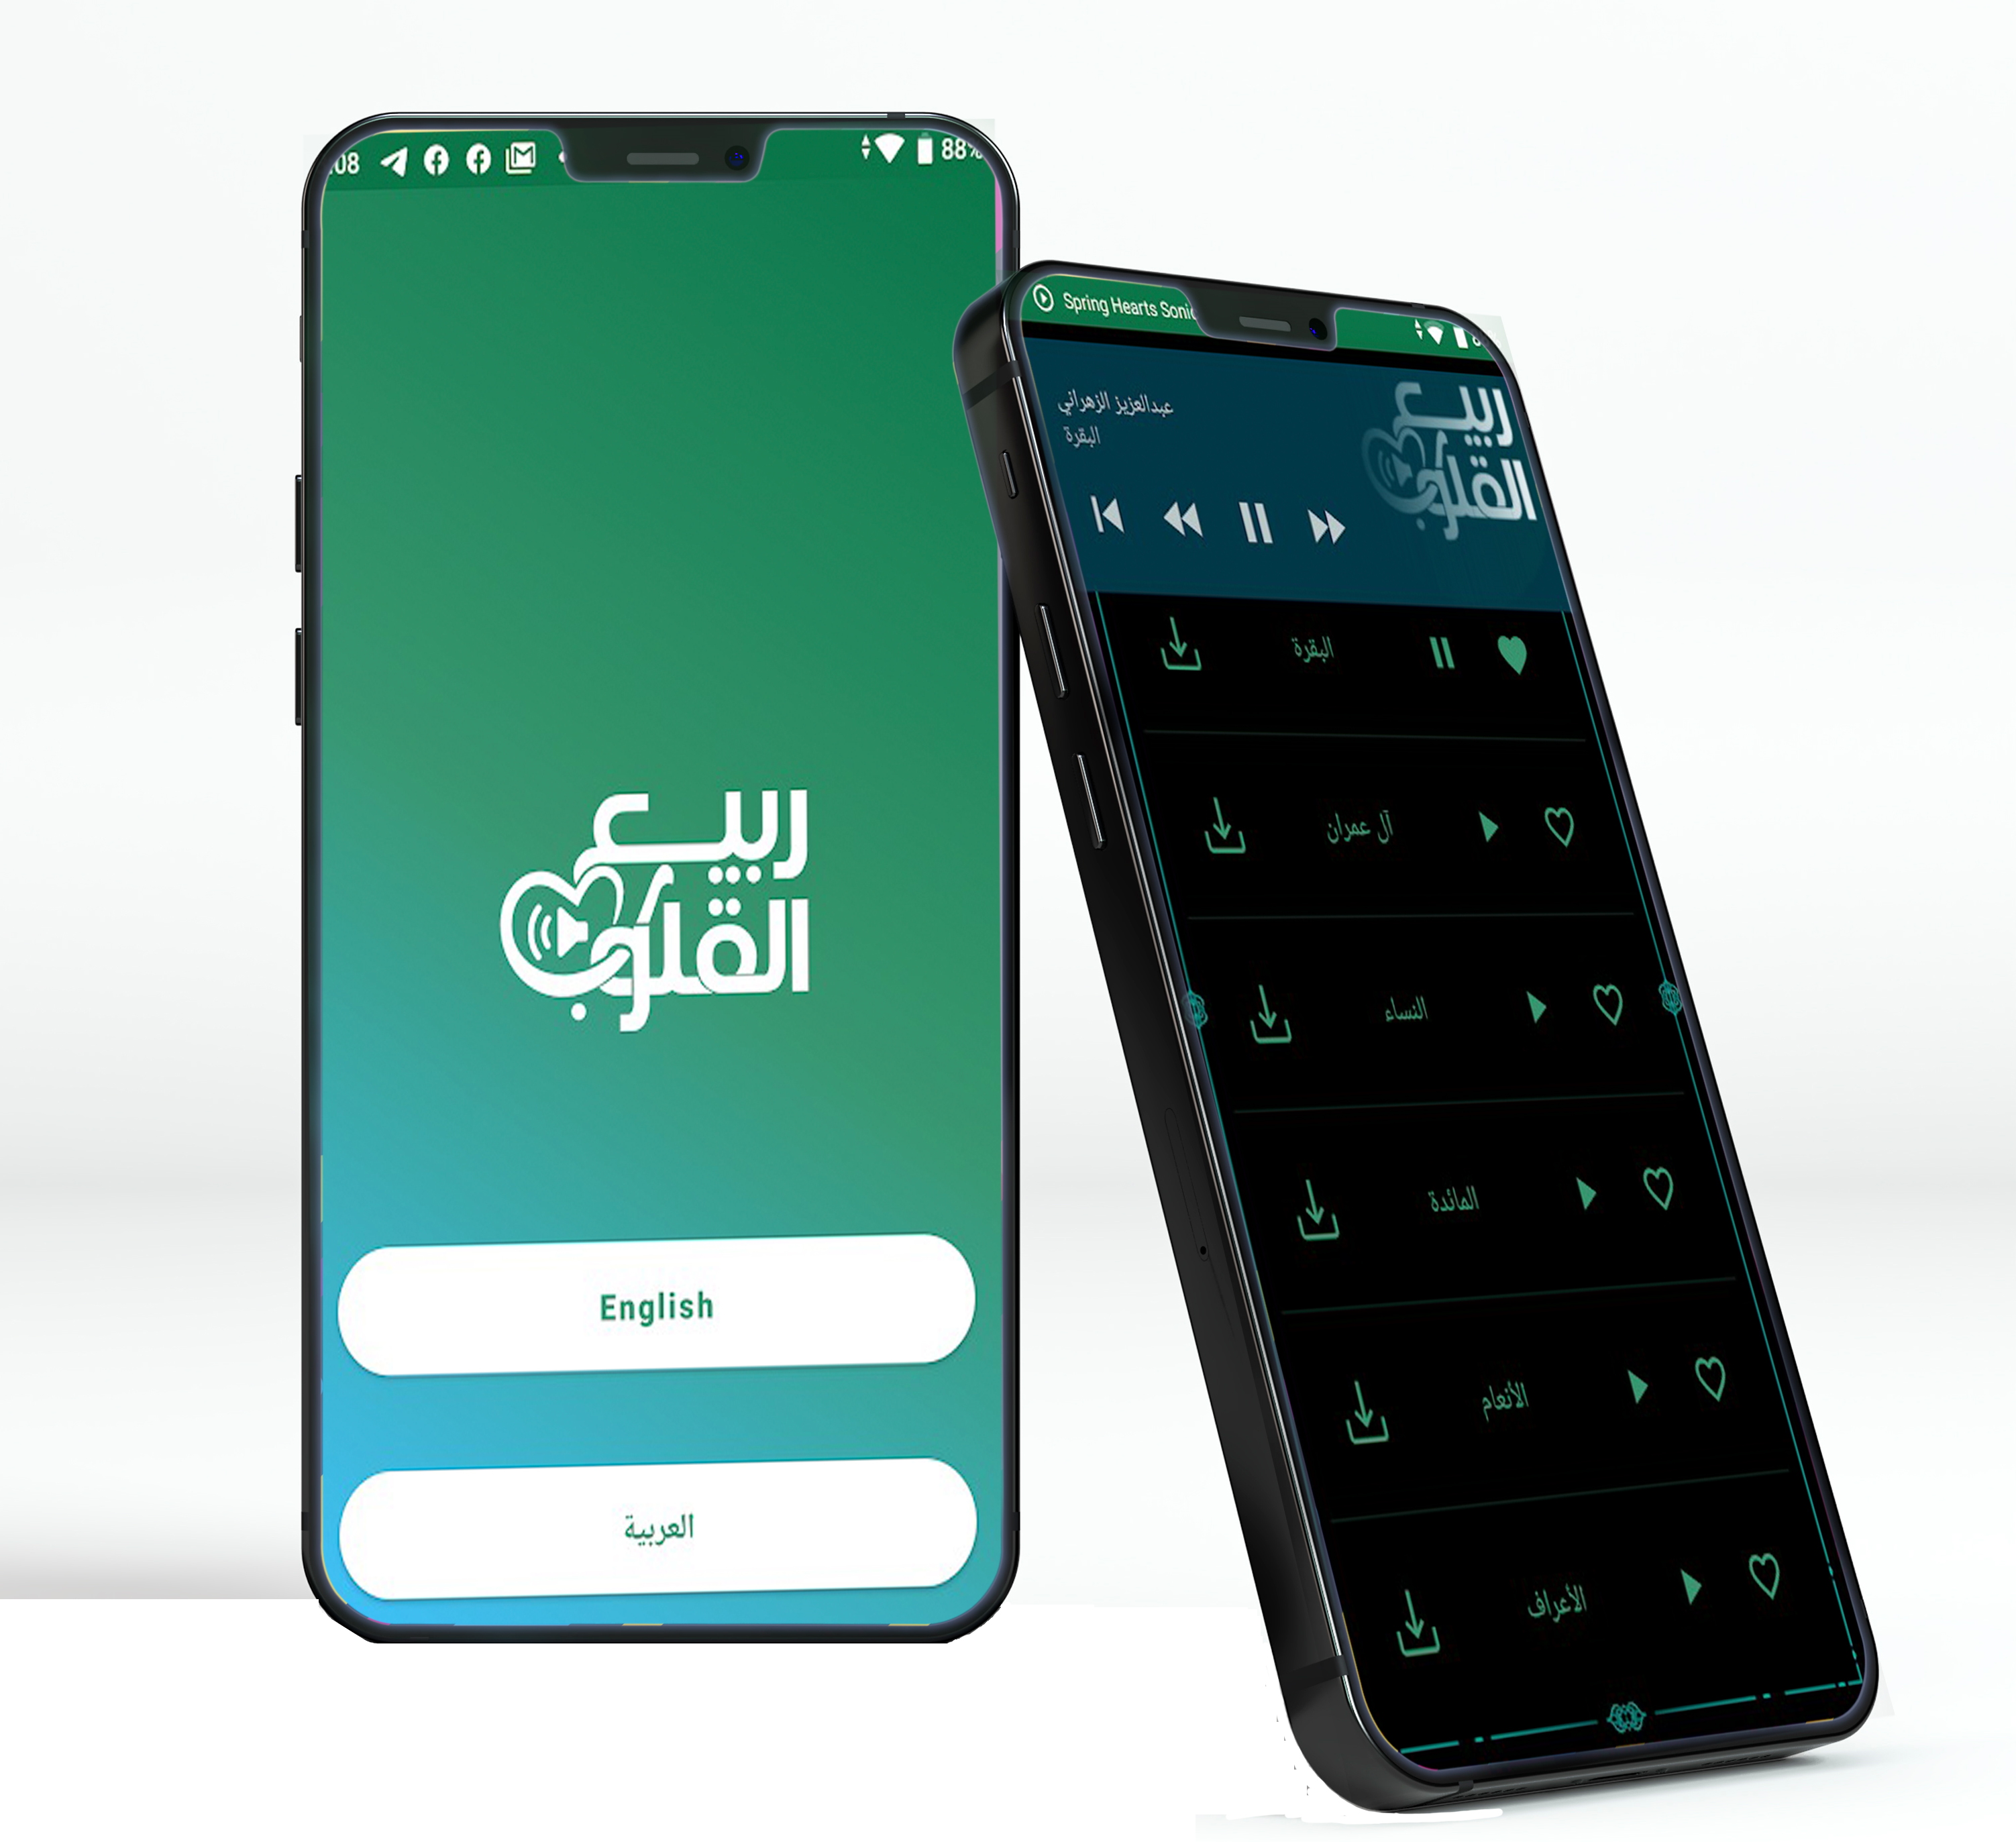 :08
88%
ربيع
القلوب
English
العربية
Spring Hearts Sonic
عبدالعزيز الزهراني
البقرة
ربيع
القلوب
البقرة
آل عمران
النساء
المائدة
الأنعام
الأعراف